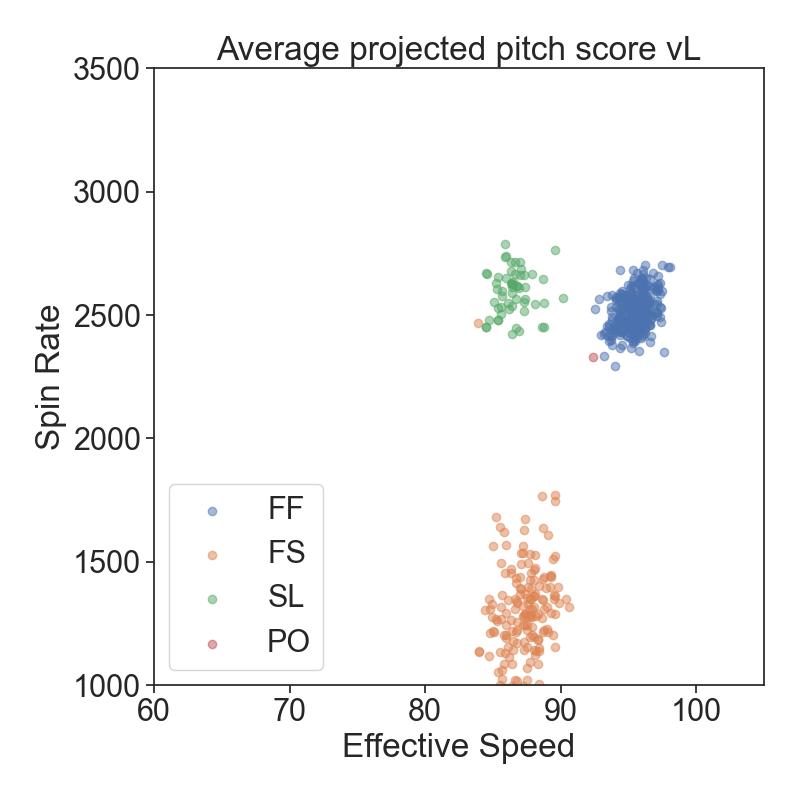 Average projected pitch score vL
3500
3000
2500
2000
1500
1000
Spin Rate
FF
FS
SL
PO
60 70 80 90 100
Effective Speed